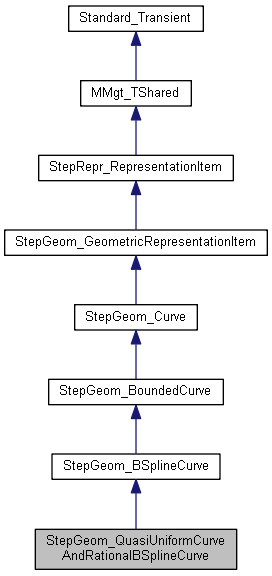 Standard_Transient
MMgt_TShared
StepRepr_RepresentationItem
StepGeom_GeometricRepresentationItem
StepGeom_Curve
StepGeom_BoundedCurve
StepGeom_BSplineCurve
StepGeom_QuasiUniformCurve
AndRationalBSplineCurve